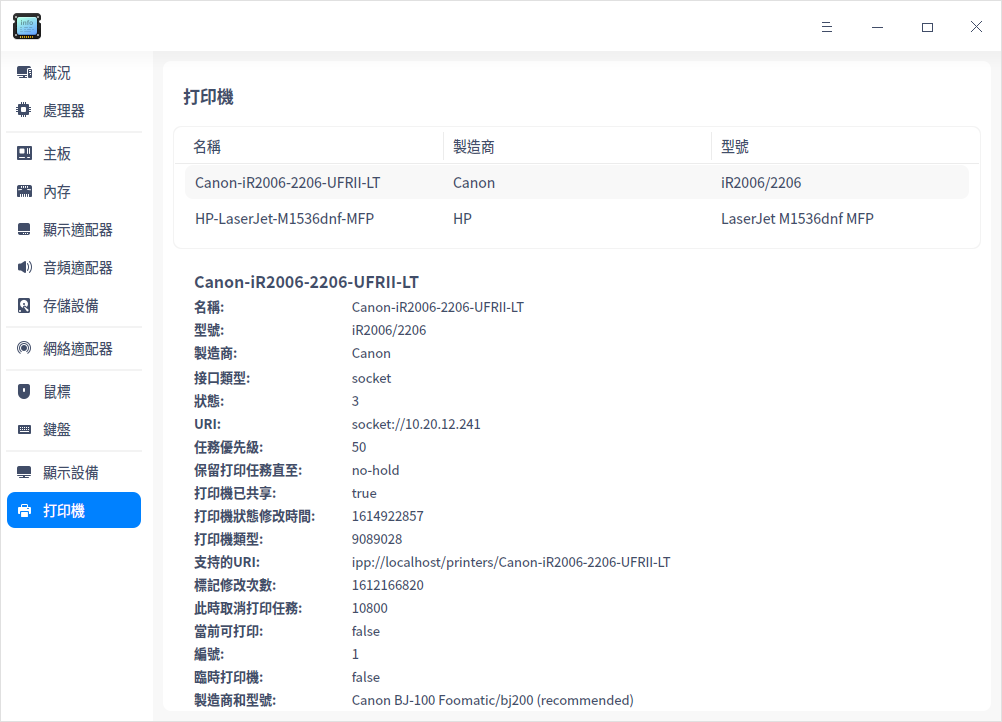 info
概況
處理器
主板
內存
顯示適配器
音頻適配器
存儲設備
網絡適配器
鼠標
鍵盤
顯示設備
打印機
打印機
名稱 製造商 型號
Canon-iR2006-2206-UFRII-LT Canon iR2006/2206
HP-LaserJet-M1536dnf-MFP HP LaserJet M1536dnf MFP
Canon-iR2006-2206-UFRII-LT
名稱: Canon-iR2006-2206-UFRII-LT
型號: iR2006/2206
製造商: Canon
接口類型: socket
狀態: 3
URI: socket://10.20.12.241
任務優先級: 50
保留打印任務直至: no-hold
打印機已共享: true
打印機狀態修改時間: 1614922857
打印機類型: 9089028
支持的URI: ipp://localhost/printers/Canon-iR2006-2206-UFRII-LT
標記修改次數: 1612166820
此時取消打印任務: 10800
當前可打印: false
編號: 1
臨時打印機: false
製造商和型號: Canon BJ-100 Foomatic/bj200 (recommended)